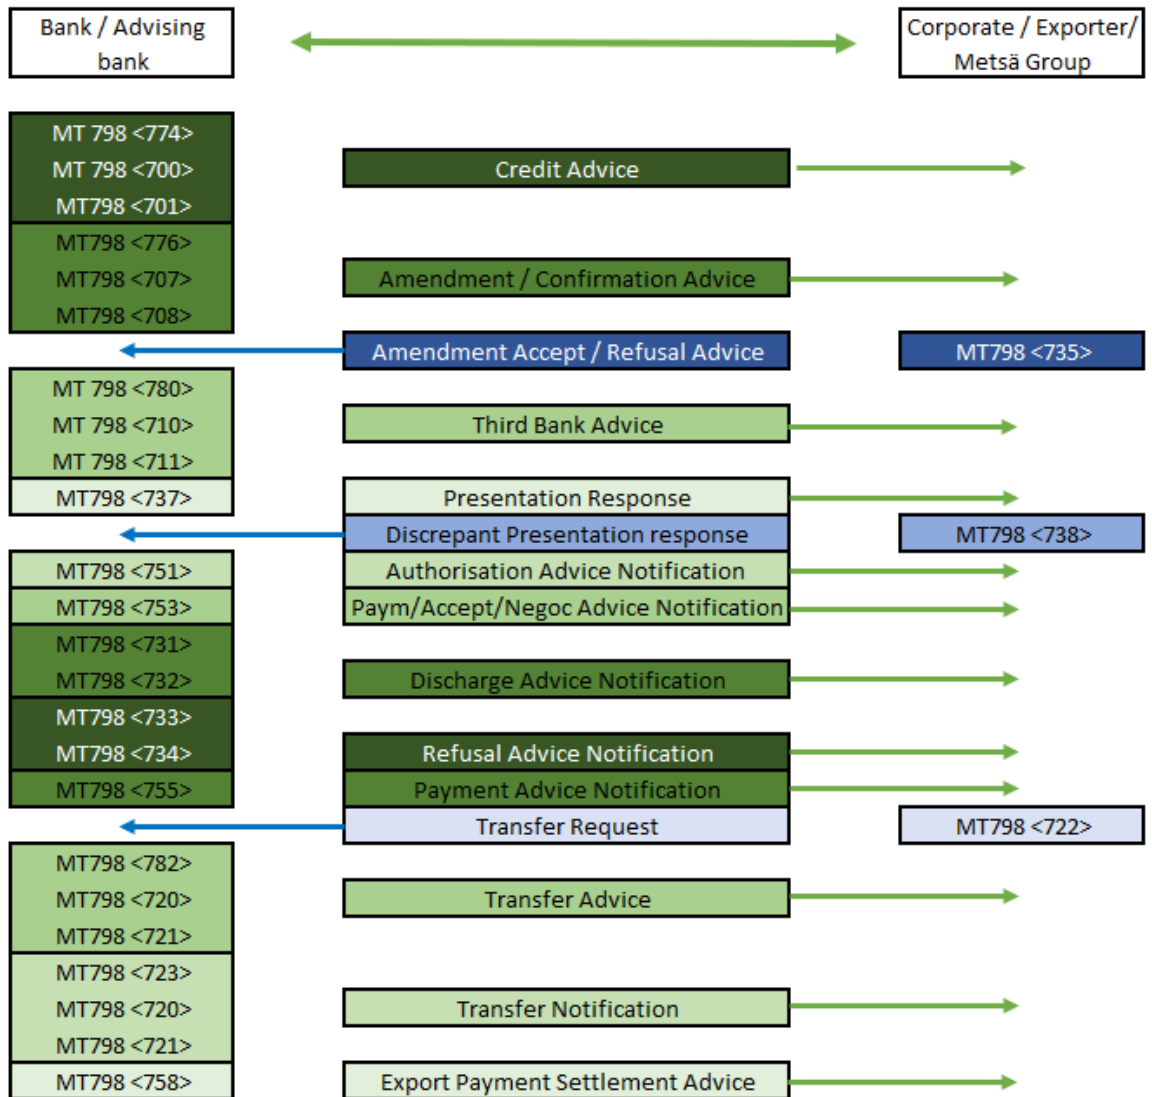 Bank / Advising
bank
Corporate / Exporter/
Metsä Group
MT 798 <774>
MT 798 <700>
Credit Advice
MT798 <701>
MT798 <776>
MT798 <707>
Amendment / Confirmation Advice
MT798 <708>
Amendment Accept / Refusal Advice
MT798 <735>
MT 798 <780>
MT 798 <710>
Third Bank Advice
MT 798 <711>
MT798 <737>
Presentation Response
Discrepant Presentation response
MT798 <738>
MT798 <751>
Authorisation Advice Notification
MT798 <753>
Paym/Accept/Negoc Advice Notification
MT798 <731>
MT798 <732>
Discharge Advice Notification
MT798 <733>
MT798 <734>
Refusal Advice Notification
MT798 <755>
Payment Advice Notification
Transfer Request
MT798 <722>
MT798 <782>
MT798 <720>
Transfer Advice
MT798 <721>
MT798 <723>
MT798 <720>
Transfer Notification
MT798 <721>
MT798 <758>
Export Payment Settlement Advice